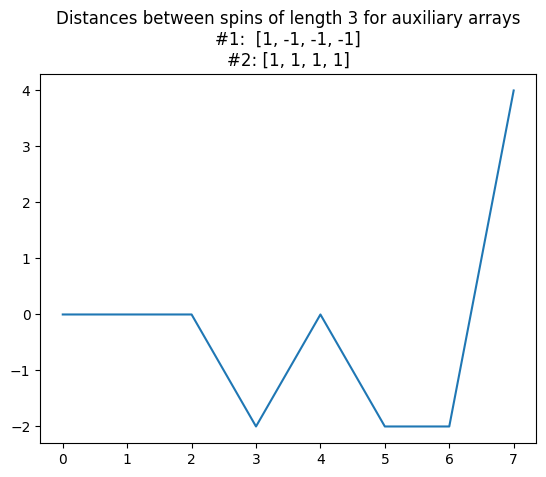 Distances between spins of length 3 for auxiliary arrays
#1:  [1, -1, -1, -1]
#2: [1, 1, 1, 1]
4
3
2
1
0
−1
−2
0 1 2 3 4 5 6 7